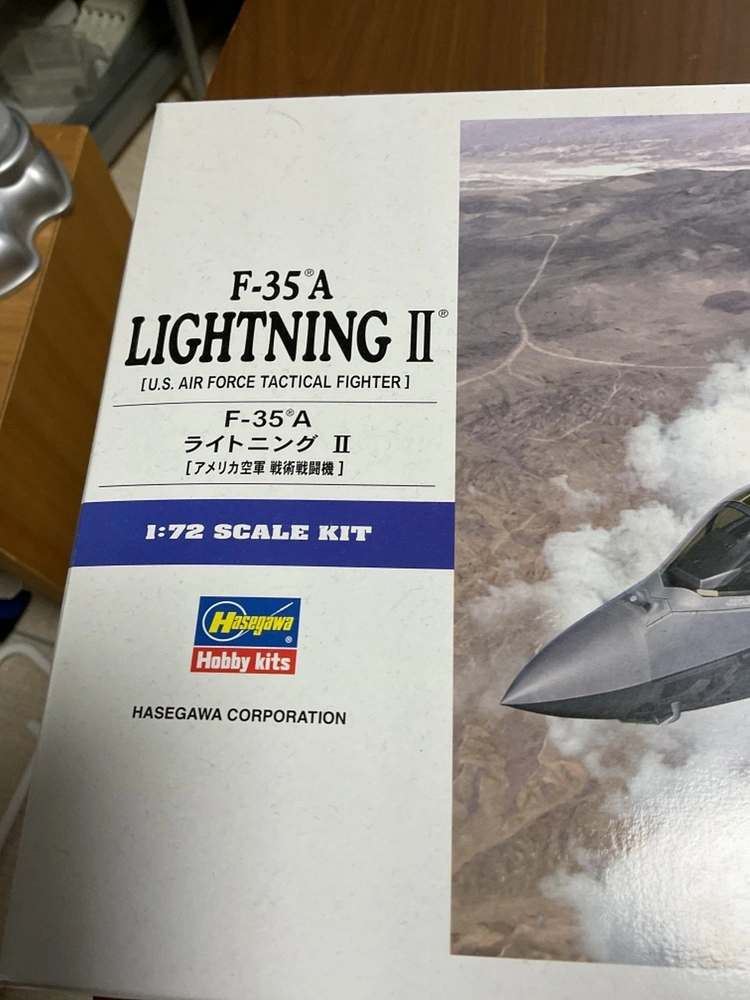 F-35®A
LIGHTNING II®
[U.S. AIR FORCE TACTICAL FIGHTER]
F-35®A
ライトニング II
[アメリカ空軍 戦術戦闘機]
1:72 SCALE KIT
Hasegawa®
Hobby kits
HASEGAWA CORPORATION